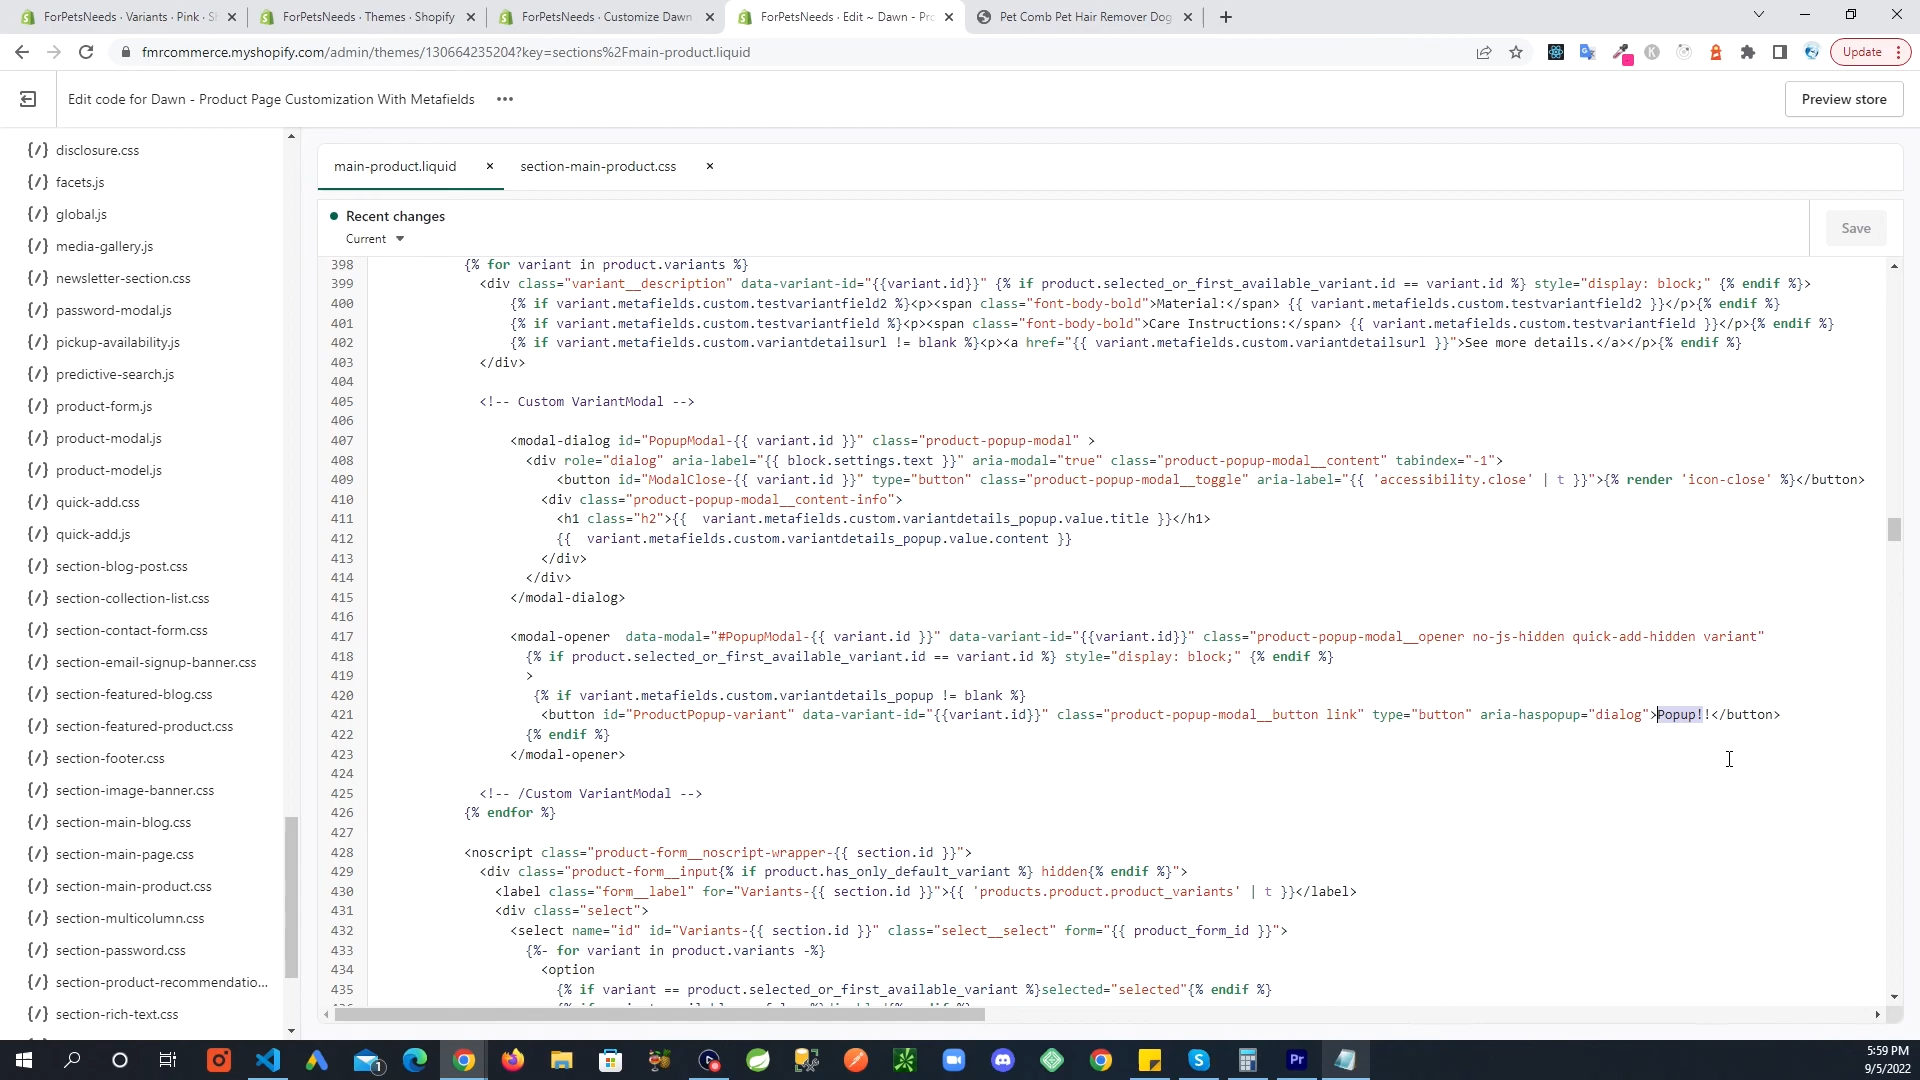 ForPetsNeeds · Variants · Pink · S
ForPetsNeeds · Themes · Shopify
ForPetsNeeds · Customize Dawn
ForPetsNeeds · Edit ~ Dawn - Pro
Pet Comb Pet Hair Remover Dog
fmrcommerce.myshopify.com/admin/themes/130664235204?key=sections%2Fmain-product.liquid
Update
Edit code for Dawn - Product Page Customization With Metafields
Preview store
{/} disclosure.css
{/} facets.js
{/} global.js
{/} media-gallery.js
{/} newsletter-section.css
{/} password-modal.js
{/} pickup-availability.js
{/} predictive-search.js
{/} product-form.js
{/} product-modal.js
{/} product-model.js
{/} quick-add.css
{/} quick-add.js
{/} section-blog-post.css
{/} section-collection-list.css
{/} section-contact-form.css
{/} section-email-signup-banner.css
{/} section-featured-blog.css
{/} section-featured-product.css
{/} section-footer.css
{/} section-image-banner.css
{/} section-main-blog.css
{/} section-main-page.css
{/} section-main-product.css
{/} section-multicolumn.css
{/} section-password.css
{/} section-product-recommendatio...
{/} section-rich-text.css
main-product.liquid
section-main-product.css
Recent changes
Current
Save
398 {% for variant in product.variants %}
399 <div class="variant__description" data-variant-id="{{variant.id}}" {% if product.selected_or_first_available_variant.id == variant.id %} style="display: block;" {% endif %}>
400 {% if variant.metafields.custom.testvariantfield2 %}<p><span class="font-body-bold">Material:</span> {{ variant.metafields.custom.testvariantfield2 }}</p>{% endif %}
401 {% if variant.metafields.custom.testvariantfield %}<p><span class="font-body-bold">Care Instructions:</span> {{ variant.metafields.custom.testvariantfield }}</p>{% endif %}
402 {% if variant.metafields.custom.variantdetailsurl != blank %}<p><a href="{{ variant.metafields.custom.variantdetailsurl }}">See more details.</a></p>{% endif %}
403 </div>
404
405 <!-- Custom VariantModal -->
406
407 <modal-dialog id="PopupModal-{{ variant.id }}" class="product-popup-modal" >
408 <div role="dialog" aria-label="{{ block.settings.text }}" aria-modal="true" class="product-popup-modal__content" tabindex="-1">
409 <button id="ModalClose-{{ variant.id }}" type="button" class="product-popup-modal__toggle" aria-label="{{ 'accessibility.close' | t }}">{% render 'icon-close' %}</button>
410 <div class="product-popup-modal__content-info">
411 <h1 class="h2">{{  variant.metafields.custom.variantdetails_popup.value.title }}</h1>
412 {{  variant.metafields.custom.variantdetails_popup.value.content }}
413 </div>
414 </div>
415 </modal-dialog>
416
417 <modal-opener  data-modal="#PopupModal-{{ variant.id }}" data-variant-id="{{variant.id}}" class="product-popup-modal__opener no-js-hidden quick-add-hidden variant"
418 {% if product.selected_or_first_available_variant.id == variant.id %} style="display: block;" {% endif %}
419 >
420 {% if variant.metafields.custom.variantdetails_popup != blank %}
421 <button id="ProductPopup-variant" data-variant-id="{{variant.id}}" class="product-popup-modal__button link" type="button" aria-haspopup="dialog">Popup!!</button>
422 {% endif %}
423 </modal-opener>
424
425 <!-- /Custom VariantModal -->
426 {% endfor %}
427
428 <noscript class="product-form__noscript-wrapper-{{ section.id }}">
429 <div class="product-form__input{% if product.has_only_default_variant %} hidden{% endif %}">
430 <label class="form__label" for="Variants-{{ section.id }}">{{ 'products.product.product_variants' | t }}</label>
431 <div class="select">
432 <select name="id" id="Variants-{{ section.id }}" class="select__select" form="{{ product_form_id }}">
433 {%- for variant in product.variants -%}
434 <option
435 {% if variant == product.selected_or_first_available_variant %}selected="selected"{% endif %}
1
5:59 PM
9/5/2022